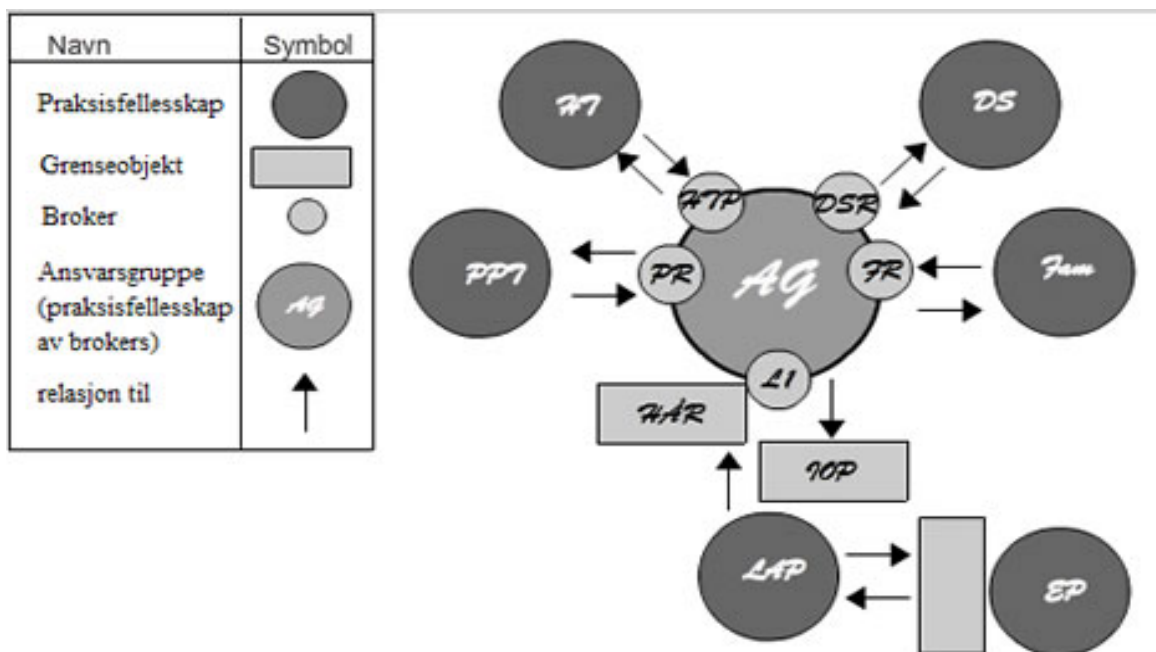 Navn Symbol
Praksisfellesskap
Grenseobjekt
Broker
Ansvarsgruppe
(praksisfellesskap
av brokers)
AG
relasjon til
HT
DS
HTP
DSR
PPT
PR
AG
FR
Fam
L1
HÅR
IOP
LAP
EP